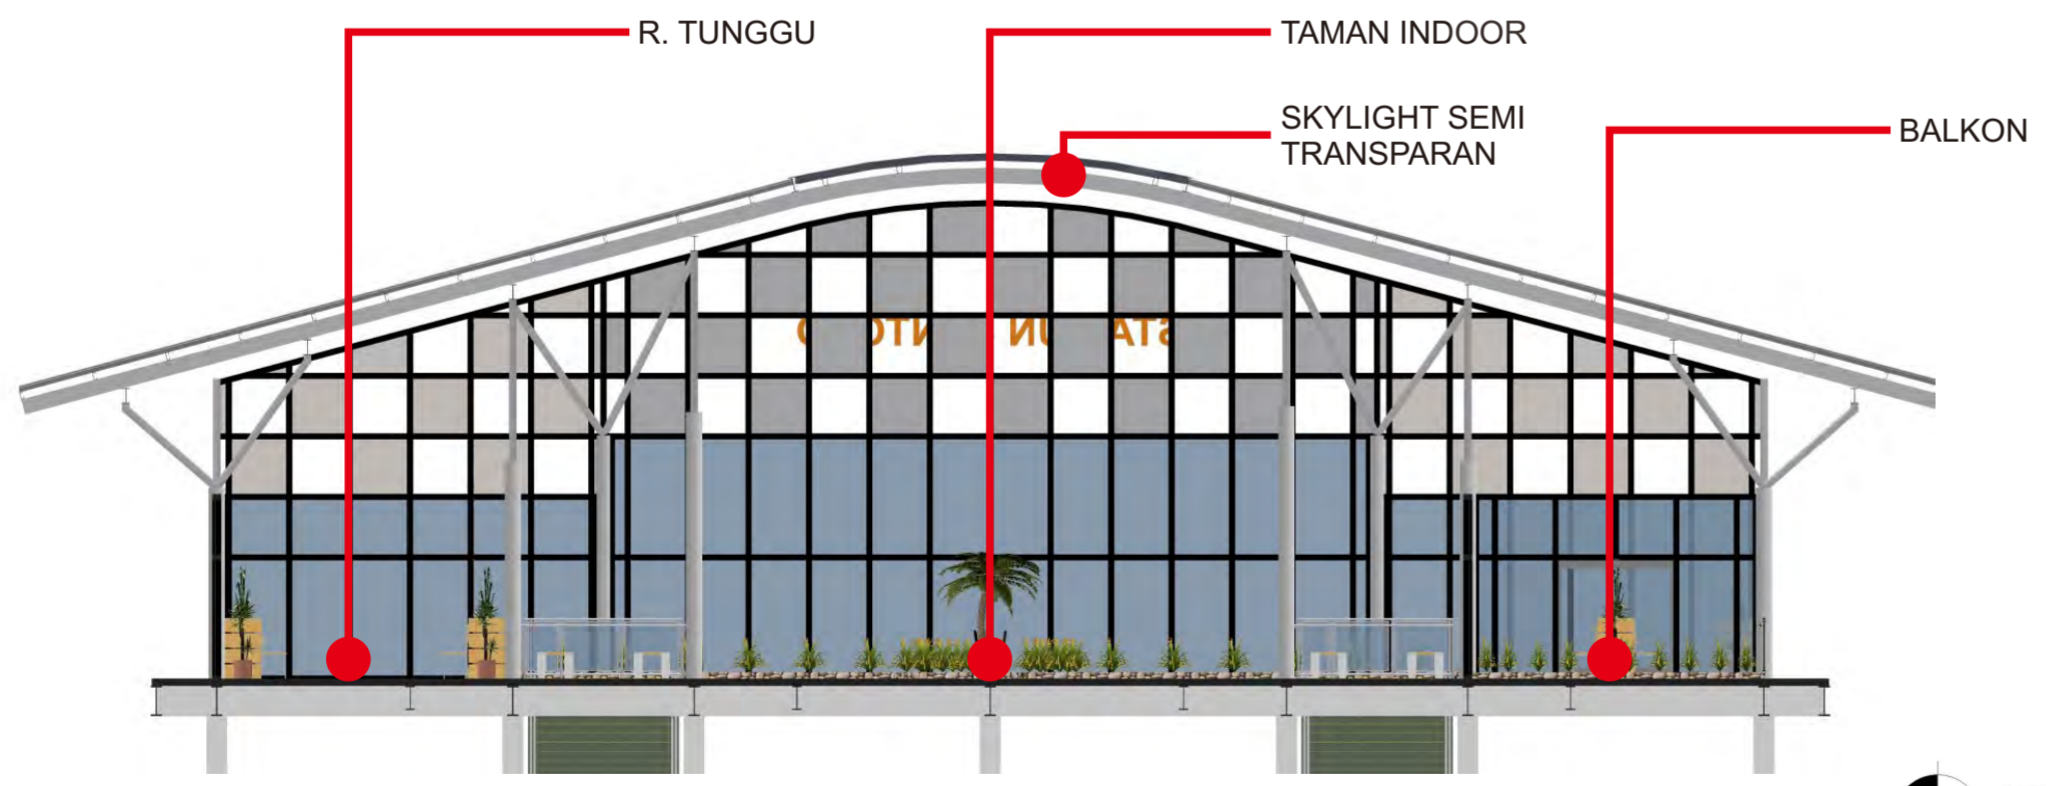 R. TUNGGU
TAMAN INDOOR
SKYLIGHT SEMI
TRANSPARAN
BALKON